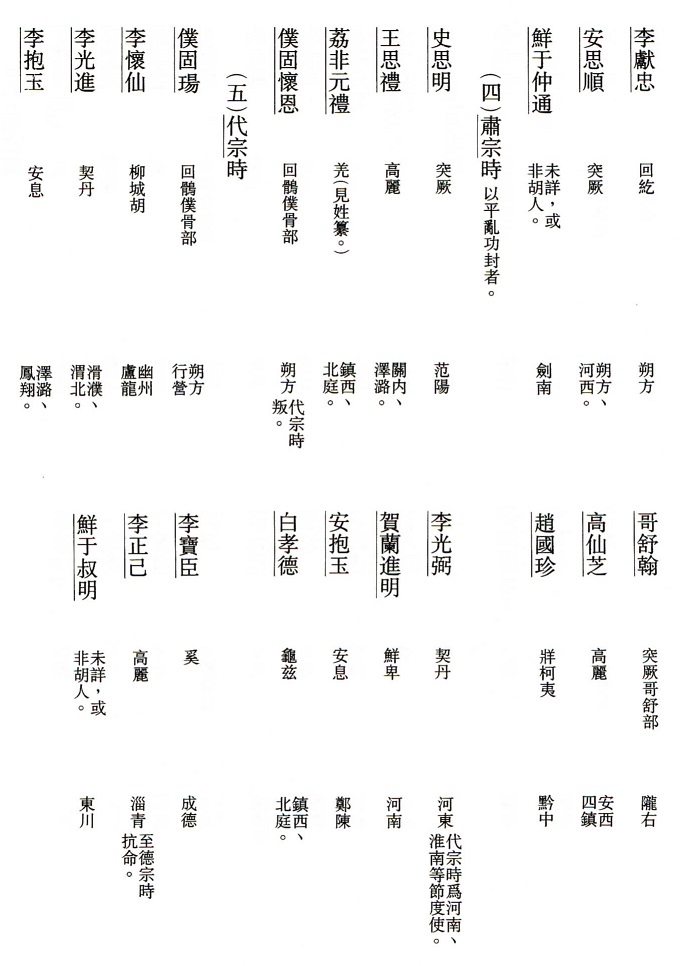 李獻忠 回紇 朔方
哥舒翰 突厥哥舒部 隴右
安思順 突厥 朔方、河西。
高仙芝 高麗 安西四鎮
鮮于仲通 未詳，或非胡人。 劍南
趙國珍 牂柯夷 黔中
（四）肅宗時 以平亂功封者。
史思明 突厥 范陽
李光弼 契丹 河東 代宗時爲河南、淮南等節度使。
王思禮 高麗 關內、澤潞。
賀蘭進明 鮮卑 河南
荔非元禮 羌（見姓纂。） 鎮西、北庭。
安抱玉 安息 鄭陳
僕固懷恩 回鶻僕骨部 朔方 代宗時叛。
白孝德 龜兹 鎮西、北庭。
（五）代宗時
僕固瑒 回鶻僕骨部 朔方行營
李寶臣 奚 成德
李懷仙 柳城胡 幽州盧龍
李正己 高麗 淄青 至德宗時抗命。
李光進 契丹 滑濮、渭北。
鮮于叔明 未詳，或非胡人。 東川
李抱玉 安息 澤潞、鳳翔。